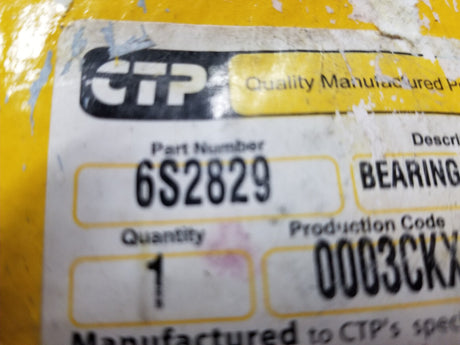 CTP Quality Manufactured
Part Number
6S2829
BEARING
Quantity
Production Code
1
0003CKX
Manufactured to CTP's